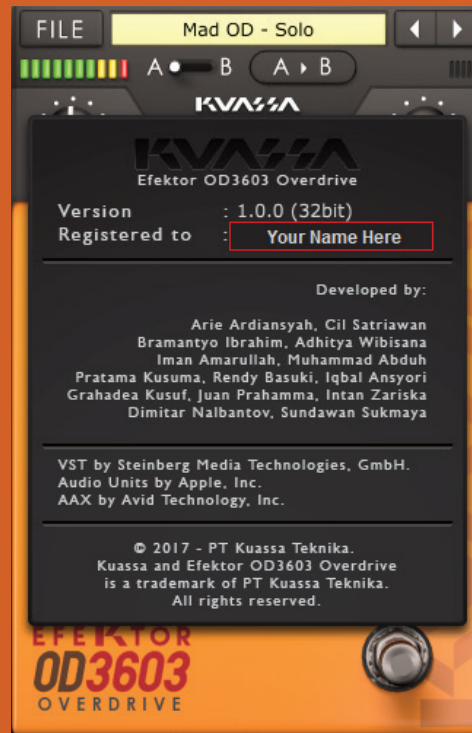 FILE Mad OD - Solo
A B A ▸ B
KUASSA
KUASSA
Efektor OD3603 Overdrive
Version : 1.0.0 (32bit)
Registered to : Your Name Here
Developed by:
Arie Ardiansyah, Cil Satriawan
Bramantyo Ibrahim, Adhitya Wibisana
Iman Amarullah, Muhammad Abduh
Pratama Kusuma, Rendy Basuki, Iqbal Ansyori
Grahadea Kusuf, Juan Prahamma, Intan Zariska
Dimitar Nalbantov, Sundawan Sukmaya
VST by Steinberg Media Technologies, GmbH.
Audio Units by Apple, Inc.
AAX by Avid Technology, Inc.
© 2017 - PT Kuassa Teknika.
Kuassa and Efektor OD3603 Overdrive
is a trademark of PT Kuassa Teknika.
All rights reserved.
EFEKTOR
OD3603
OVERDRIVE